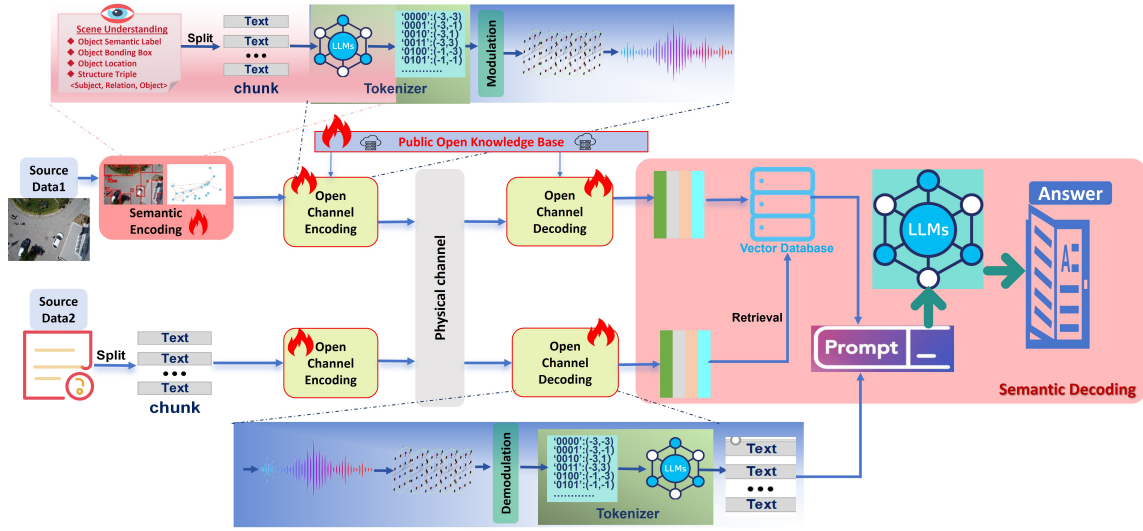 Scene Understanding
Object Semantic Label
Object Bonding Box
Object Location
Structure Triple
<Subject, Relation, Object>
Split
Text
Text
•••
Text
chunk
LLMs
'0000':(-3,-3)
'0001':(-3,-1)
'0010':(-3,1)
'0011':(-3,3)
'0100':(-1,-3)
'0101':(-1,-1)
............
Tokenizer
Modulation
Public Open Knowledge Base
Source
Data1
Semantic
Encoding
Open
Channel
Encoding
Physical channel
Open
Channel
Decoding
Vector Database
LLMs
Answer
A
Source
Data2
Split
Text
Text
•••
Text
chunk
Open
Channel
Encoding
Open
Channel
Decoding
Retrieval
Prompt
Semantic Decoding
Demodulation
'0000':(-3,-3)
'0001':(-3,-1)
'0010':(-3,1)
'0011':(-3,3)
'0100':(-1,-3)
'0101':(-1,-1)
............
LLMs
Tokenizer
Text
Text
•••
Text